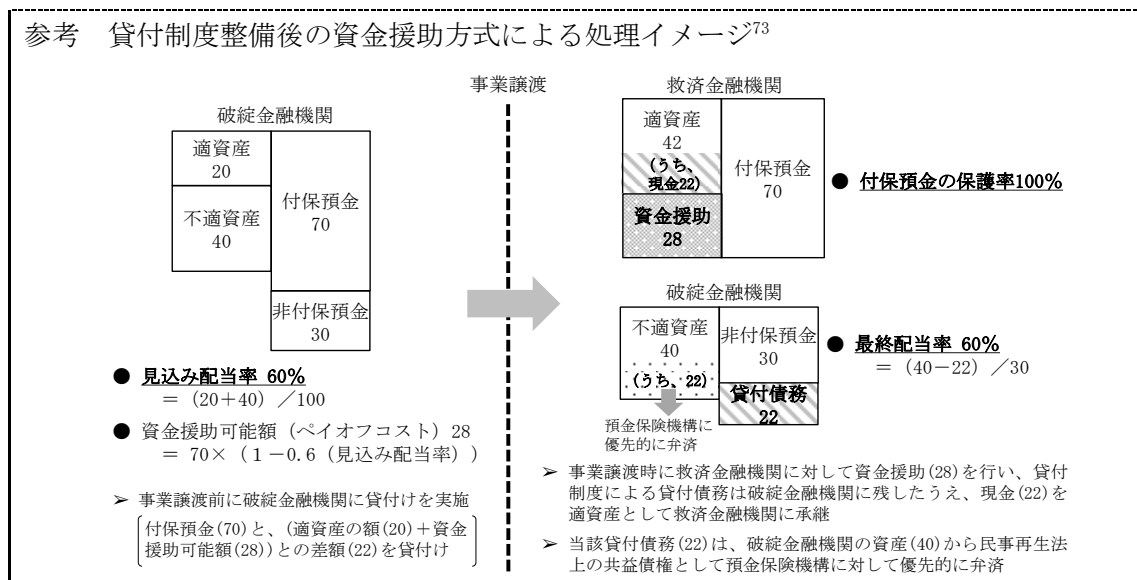 参考　貸付制度整備後の資金援助方式による処理イメージ73
事業譲渡
破綻金融機関
適資産
20
不適資産
40
付保預金
70
非付保預金
30
● 見込み配当率 60%
＝（20＋40）／100
● 資金援助可能額（ペイオフコスト）28
＝ 70×（１－0.6（見込み配当率））
➢ 事業譲渡前に破綻金融機関に貸付けを実施
付保預金(70)と、(適資産の額(20)＋資金
援助可能額(28))との差額(22)を貸付け
救済金融機関
適資産
42
(うち、
現金22)
資金援助
28
付保預金
70
● 付保預金の保護率100%
破綻金融機関
不適資産
40
(うち、22)
非付保預金
30
貸付債務
22
預金保険機構に
優先的に弁済
● 最終配当率 60%
＝（40－22）／30
➢ 事業譲渡時に救済金融機関に対して資金援助(28)を行い、貸付
制度による貸付債務は破綻金融機関に残したうえ、現金(22)を
適資産として救済金融機関に承継
➢ 当該貸付債務(22)は、破綻金融機関の資産(40)から民事再生法
上の共益債権として預金保険機構に対して優先的に弁済